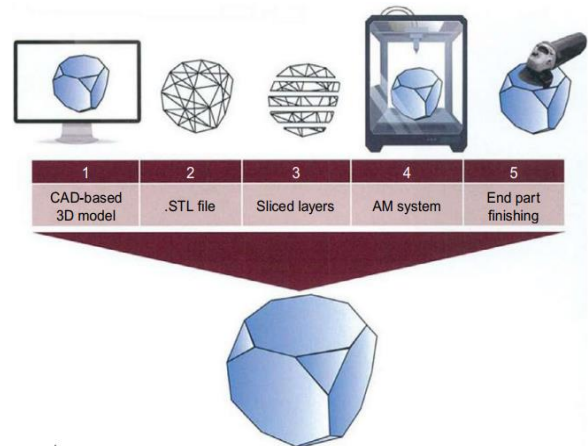 1 2 3 4 5
CAD-based .STL file Sliced layers AM system End part
3D model finishing